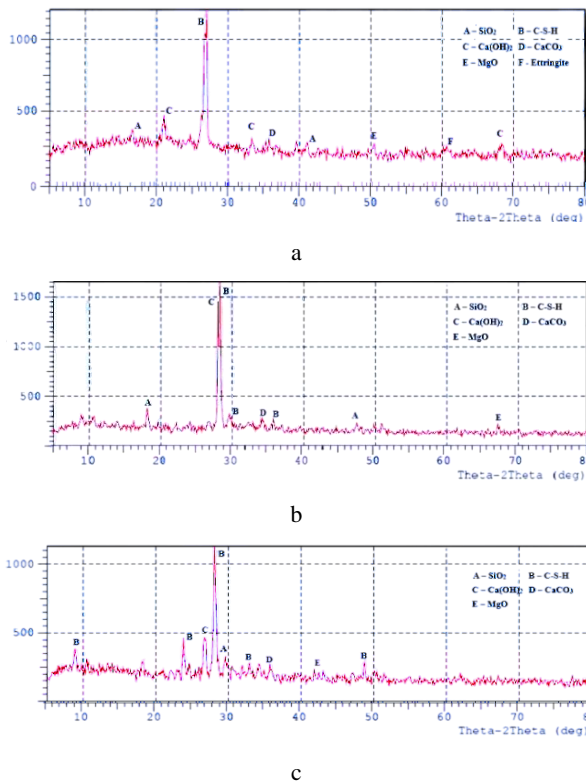 B
1000
A – SiO₂ B – C-S-H
C – Ca(OH)₂ D – CaCO₃
E – MgO F - Ettringite
500
C
A
C
D
A
E
F
C
0
10 20 30 40 50 60 70 80
Theta-2Theta (deg)
a
1500
B
C
A – SiO₂ B – C-S-H
C – Ca(OH)₂ D – CaCO₃
E – MgO
1000
500
A
B
D
B
A
E
10 20 30 40 50 60 70 80
Theta-2Theta (deg)
b
1000
B
A – SiO₂ B – C-S-H
C – Ca(OH)₂ D – CaCO₃
E – MgO
500
B
B
C
A
B
D
E
B
10 20 30 40 50 60 70 80
Theta-2Theta (deg)
c